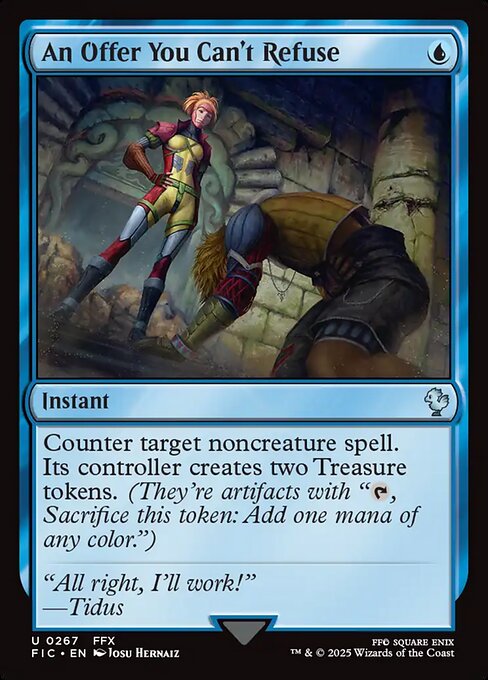 An Offer You Can't Refuse
Instant
Counter target noncreature spell.
Its controller creates two Treasure
tokens. (They're artifacts with “,
Sacrifice this token: Add one mana of
any color.”)
“All right, I'll work!”
—Tidus
U 0267 FFX
FIC • EN Josu Hernaiz
FFX © SQUARE ENIX
™ & © 2025 Wizards of the Coast